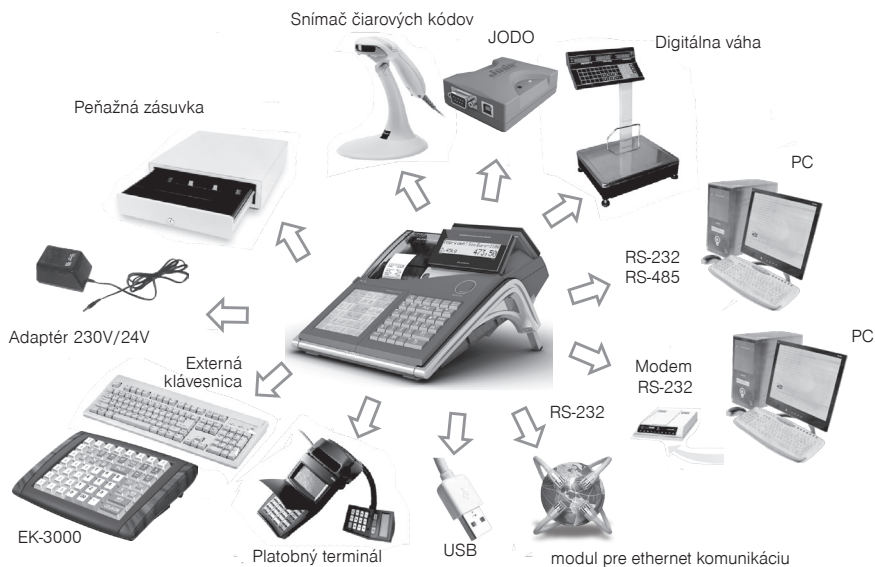 Snímač čiarových kódov
JODO
Digitálna váha
Peňažná zásuvka
PC
RS-232
RS-485
Adaptér 230V/24V
PC
Externá
klávesnica
Modem
RS-232
RS-232
EK-3000
Platobný terminál
USB
modul pre ethernet komunikáciu